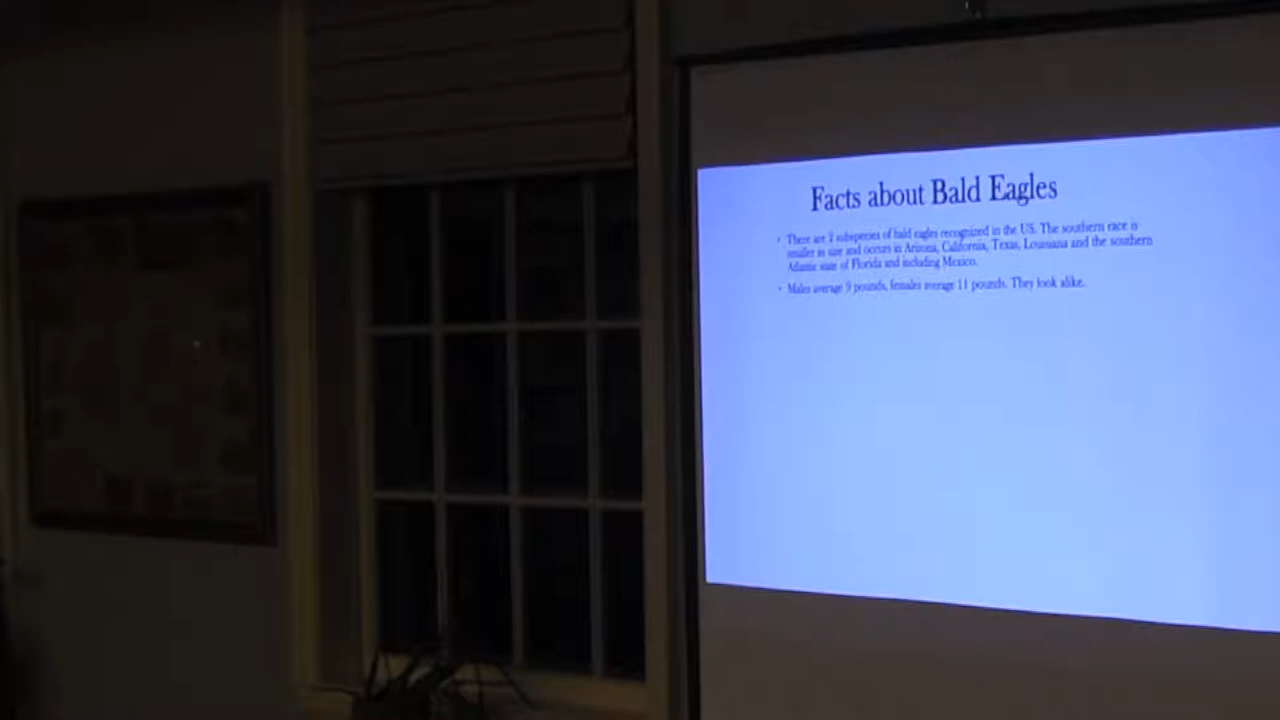 Facts about Bald Eagles
• There are 2 subspecies of bald eagles recognized in the US. The southern race is
smaller in size and occurs in Arizona, California, Texas, Louisiana and the southern
Atlantic state of Florida and including Mexico.
• Males average 9 pounds, females average 11 pounds. They look alike.